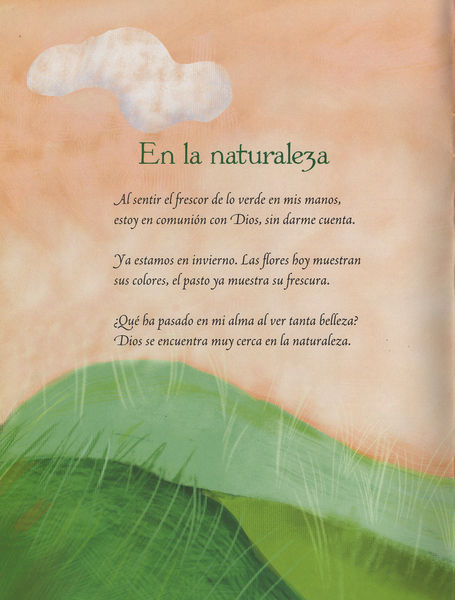 En la naturaleza
Al sentir el frescor de lo verde en mis manos,
estoy en comunión con Dios, sin darme cuenta.
Ya estamos en invierno. Las flores hoy muestran
sus colores, el pasto ya muestra su frescura.
¿Qué ha pasado en mi alma al ver tanta belleza?
Dios se encuentra muy cerca en la naturaleza.